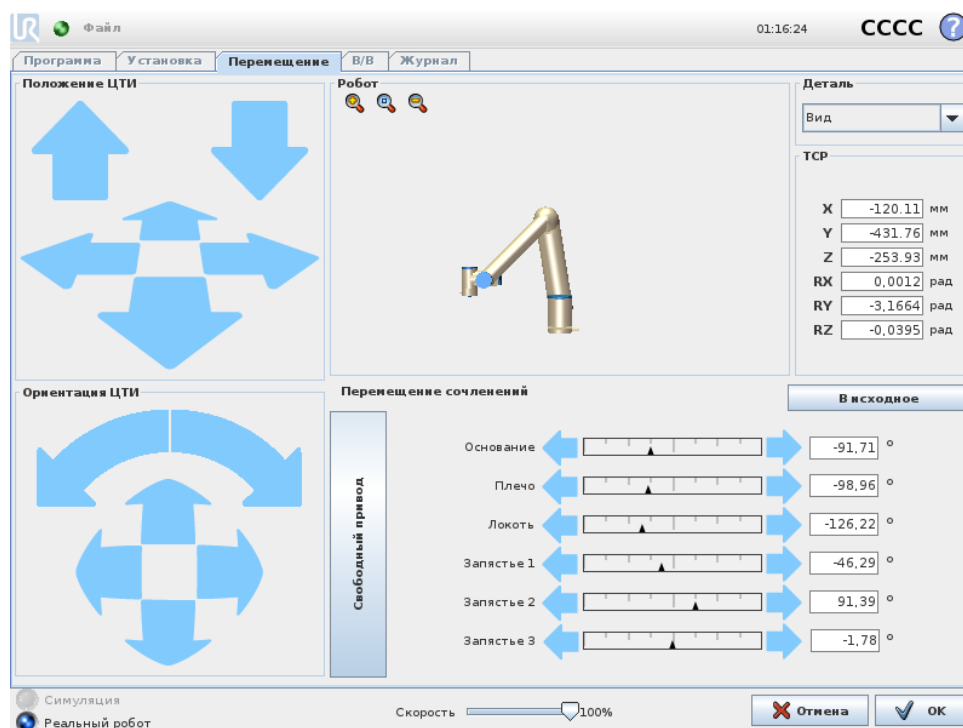 UR Файл 01:16:24 CCCC ?
Программа Установка Перемещение В/В Журнал
Положение ЦТИ
Робот
Деталь
Вид
TCP
X -120.11 мм
Y -431.76 мм
Z -253.93 мм
RX 0,0012 рад
RY -3,1664 рад
RZ -0,0395 рад
Ориентация ЦТИ
Перемещение сочленений
В исходное
Свободный привод
Основание -91,71 °
Плечо -98,96 °
Локоть -126,22 °
Запястье 1 -46,29 °
Запястье 2 91,39 °
Запястье 3 -1,78 °
Симуляция
Реальный робот
Скорость 100%
Отмена
ОК